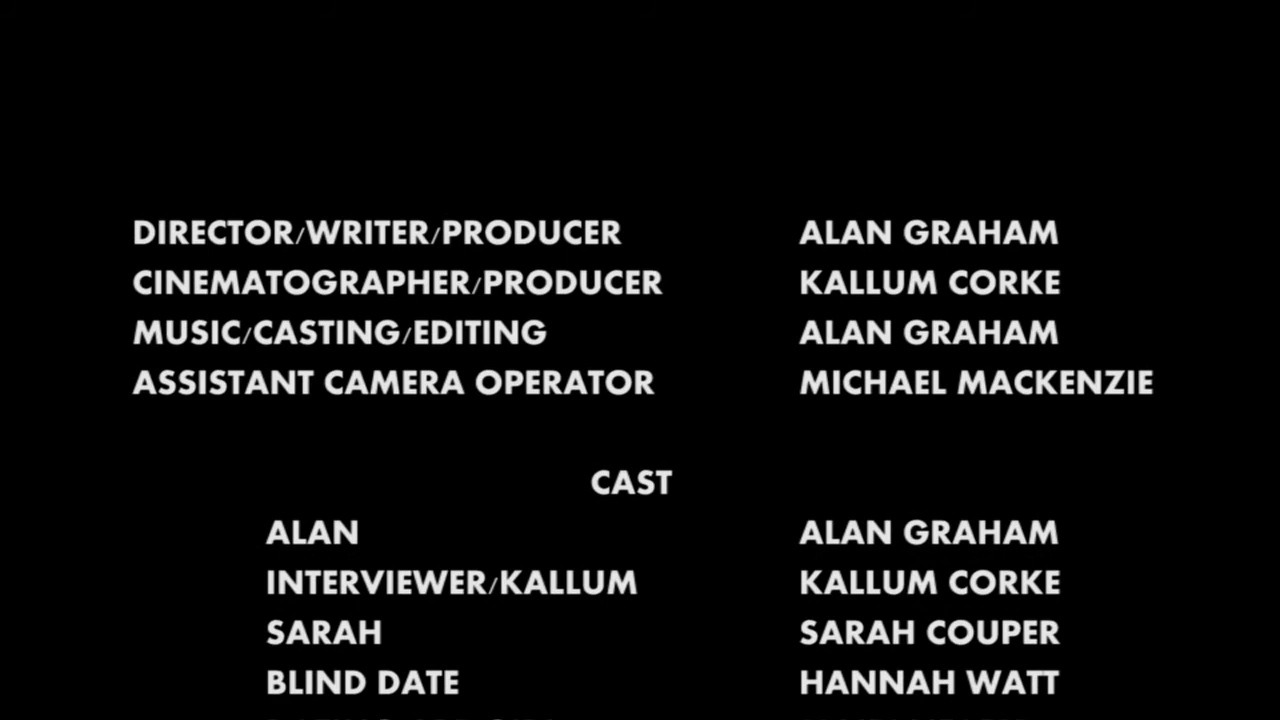 DIRECTOR/WRITER/PRODUCER ALAN GRAHAM
CINEMATOGRAPHER/PRODUCER KALLUM CORKE
MUSIC/CASTING/EDITING ALAN GRAHAM
ASSISTANT CAMERA OPERATOR MICHAEL MACKENZIE
CAST
ALAN ALAN GRAHAM
INTERVIEWER/KALLUM KALLUM CORKE
SARAH SARAH COUPER
BLIND DATE HANNAH WATT